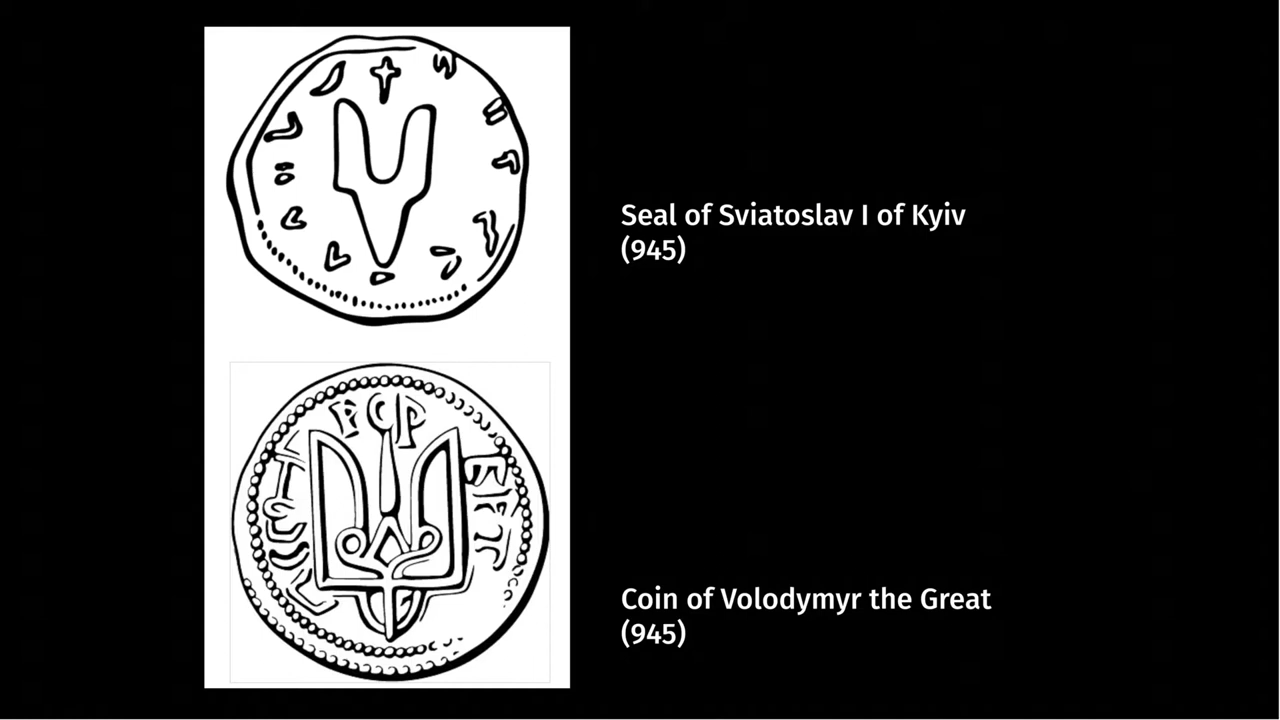 Seal of Sviatoslav I of Kyiv
(945)
Coin of Volodymyr the Great
(945)